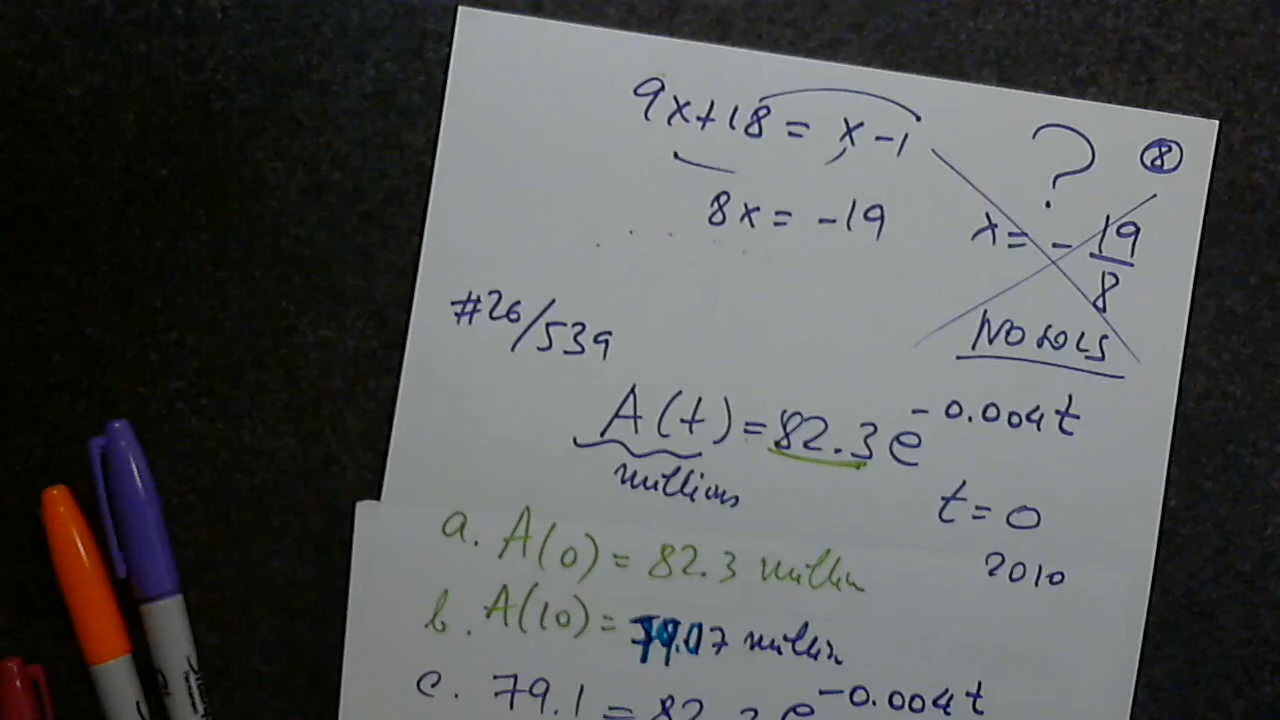 9x+18 = x-1 ? ⑧
8x = -19 x = -19/8
NO SOLS
#26/539
A(t) = 82.3e^-0.004t
millions
t = 0
2010
a. A(0) = 82.3 million
b. A(10) = 79.07 million
c. 79.1 = 82.3e^-0.004t